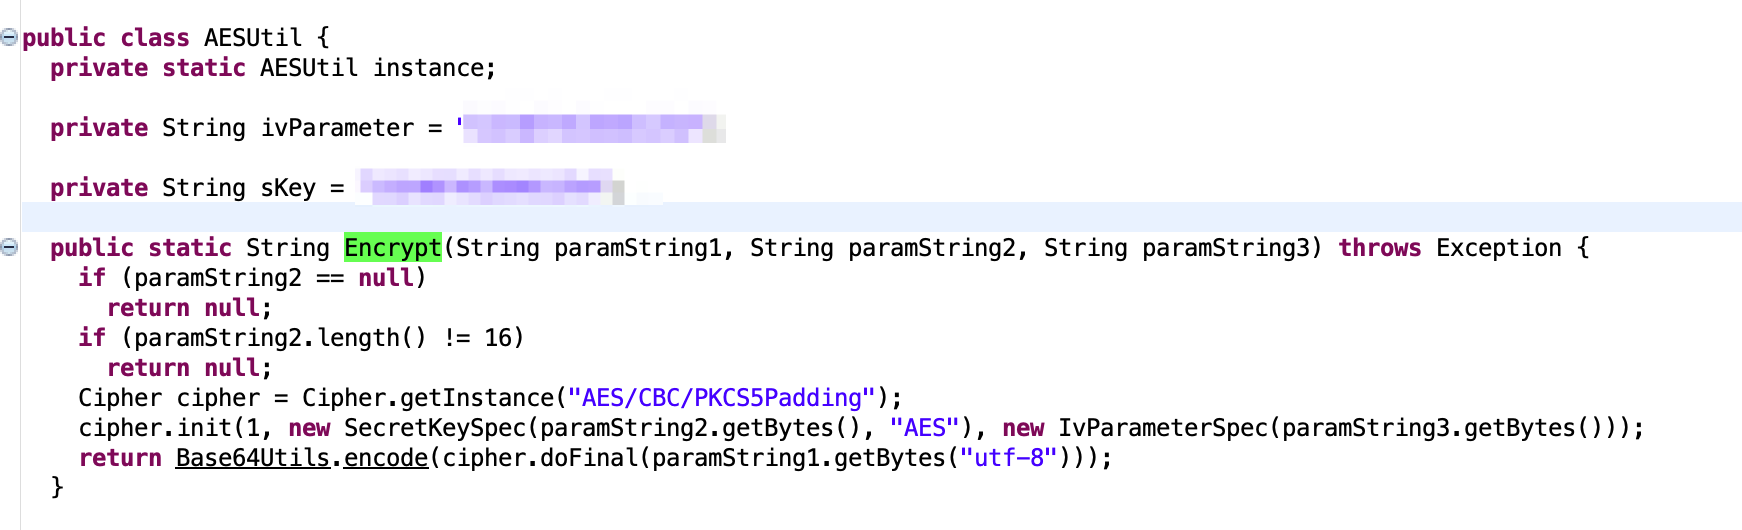 public class AESUtil {
private static AESUtil instance;
private String ivParameter = '
private String sKey =
public static String Encrypt(String paramString1, String paramString2, String paramString3) throws Exception {
if (paramString2 == null)
return null;
if (paramString2.length() != 16)
return null;
Cipher cipher = Cipher.getInstance("AES/CBC/PKCS5Padding");
cipher.init(1, new SecretKeySpec(paramString2.getBytes(), "AES"), new IvParameterSpec(paramString3.getBytes()));
return Base64Utils.encode(cipher.doFinal(paramString1.getBytes("utf-8")));
}